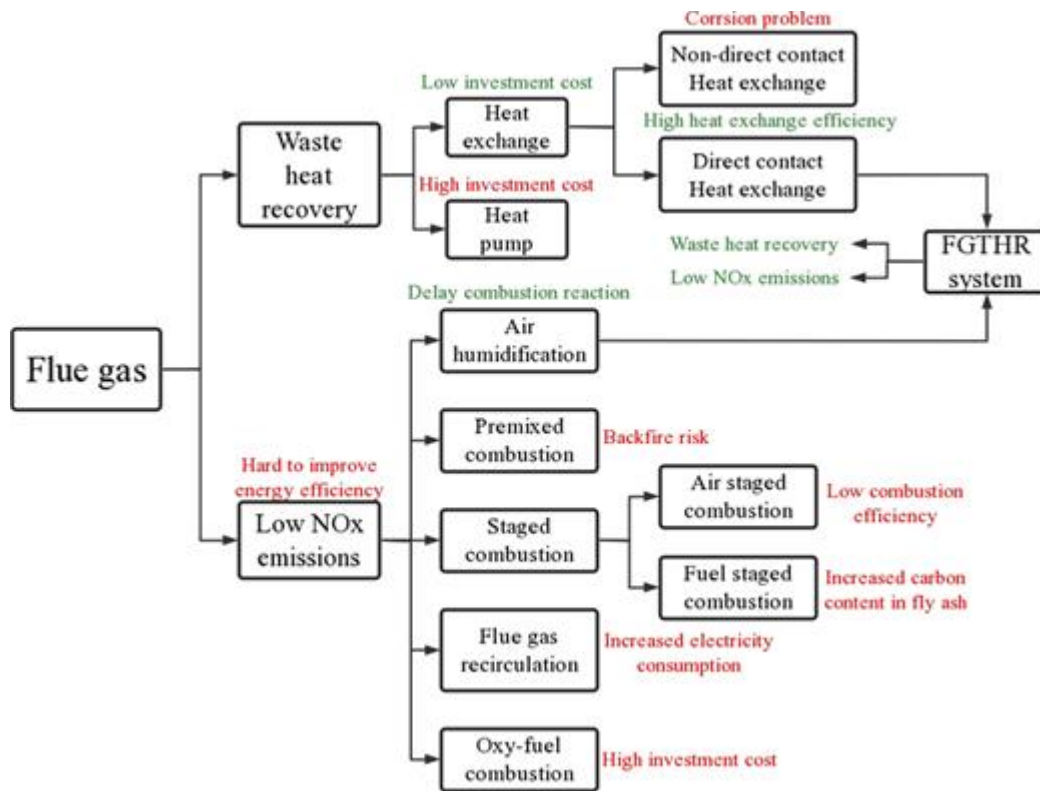 Corrsion problem
Non-direct contact
Heat exchange
Low investment cost
Heat
exchange
High heat exchange efficiency
Waste
heat
recovery
Direct contact
Heat exchange
High investment cost
Heat
pump
Waste heat recovery
Low NOx emissions
FGTHR
system
Delay combustion reaction
Air
humidification
Flue gas
Premixed
combustion
Backfire risk
Hard to improve
energy efficiency
Low NOx
emissions
Staged
combustion
Air staged
combustion
Low combustion
efficiency
Fuel staged
combustion
Increased carbon
content in fly ash
Flue gas
recirculation
Increased electricity
consumption
Oxy-fuel
combustion
High investment cost